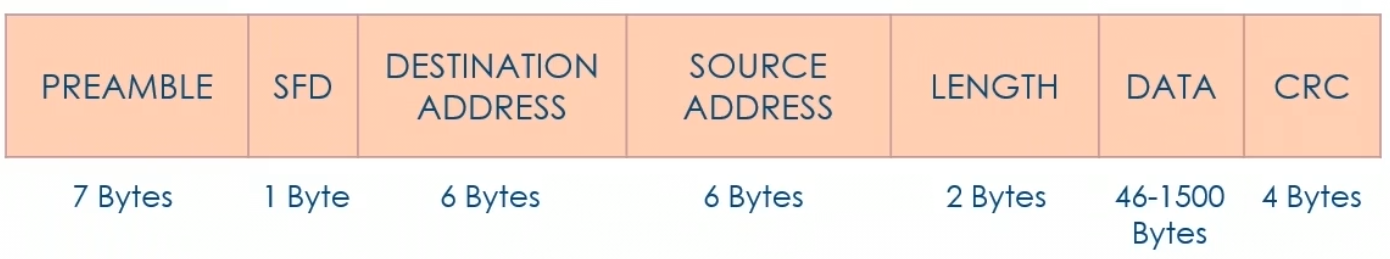 PREAMBLE
SFD
DESTINATION
ADDRESS
SOURCE
ADDRESS
LENGTH
DATA
CRC
7 Bytes
1 Byte
6 Bytes
6 Bytes
2 Bytes
46-1500
Bytes
4 Bytes